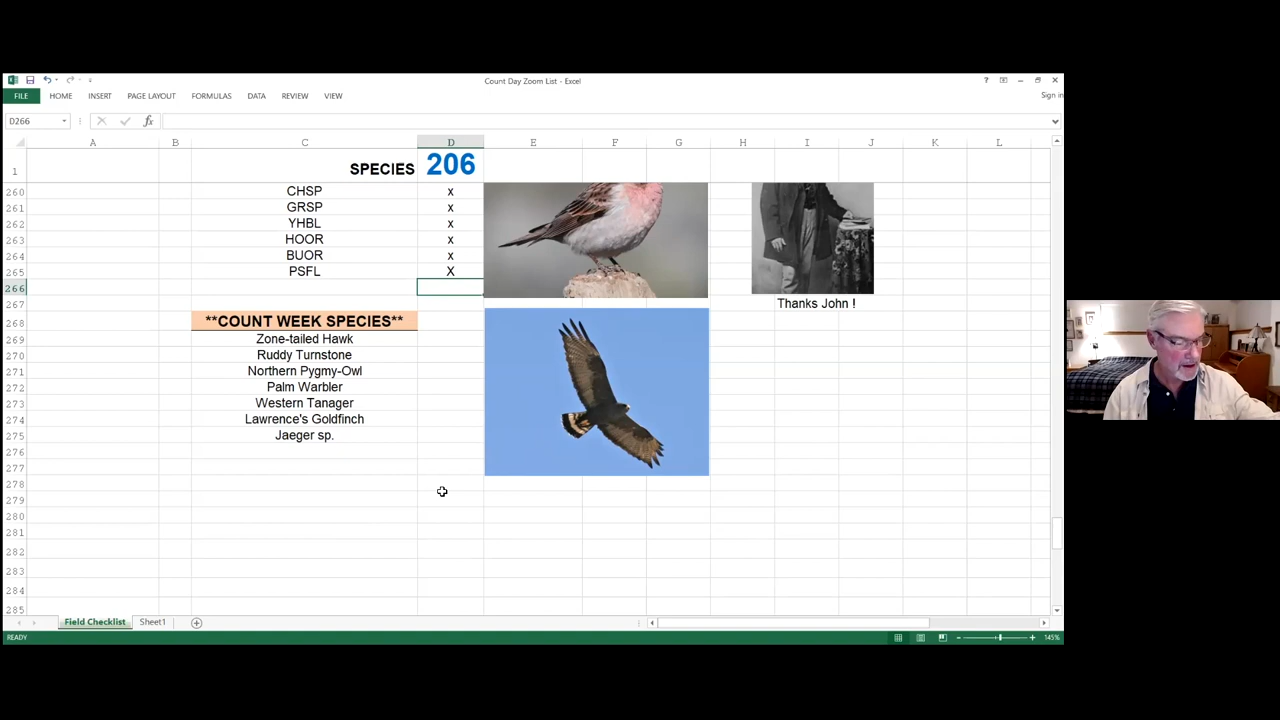 Count Day Zoom List - Excel
?
FILE HOME INSERT PAGE LAYOUT FORMULAS DATA REVIEW VIEW
Sign in
D266 fx
A B C D E F G H I J K L
1 SPECIES 206
260 CHSP x
261 GRSP x
262 YHBL x
263 HOOR x
264 BUOR x
265 PSFL X
266
267 Thanks John !
268 **COUNT WEEK SPECIES**
269 Zone-tailed Hawk
270 Ruddy Turnstone
271 Northern Pygmy-Owl
272 Palm Warbler
273 Western Tanager
274 Lawrence's Goldfinch
275 Jaeger sp.
276
277
278
279
280
281
282
283
284
285
Field Checklist Sheet1
READY 145%